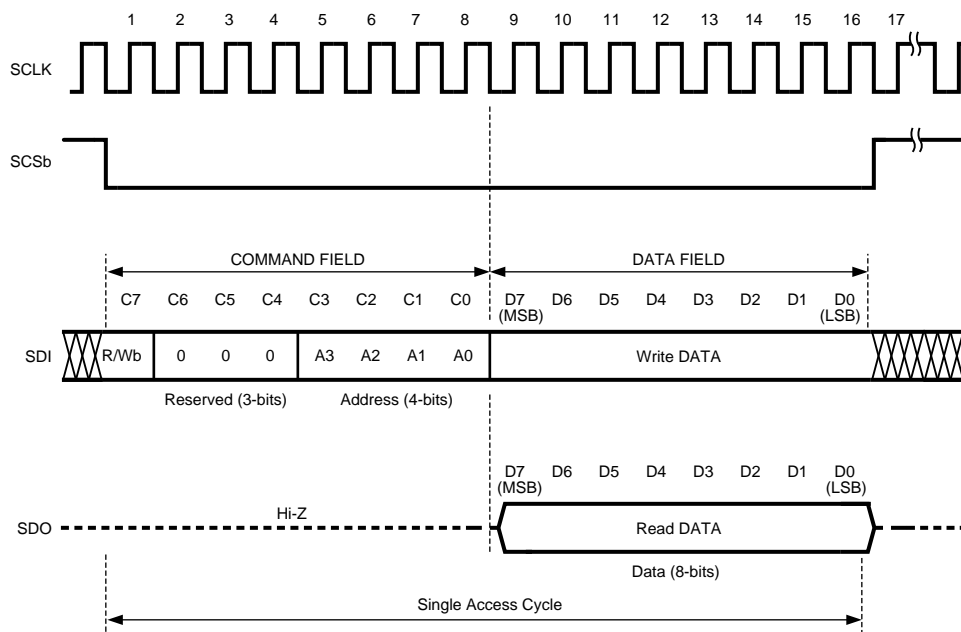 1 2 3 4 5 6 7 8 9 10 11 12 13 14 15 16 17
SCLK
SCSb
COMMAND FIELD DATA FIELD
C7 C6 C5 C4 C3 C2 C1 C0 D7 D6 D5 D4 D3 D2 D1 D0
(MSB) (LSB)
SDI R/Wb 0 0 0 A3 A2 A1 A0 Write DATA
Reserved (3-bits) Address (4-bits)
D7 D6 D5 D4 D3 D2 D1 D0
(MSB) (LSB)
Hi-Z
SDO Read DATA
Data (8-bits)
Single Access Cycle